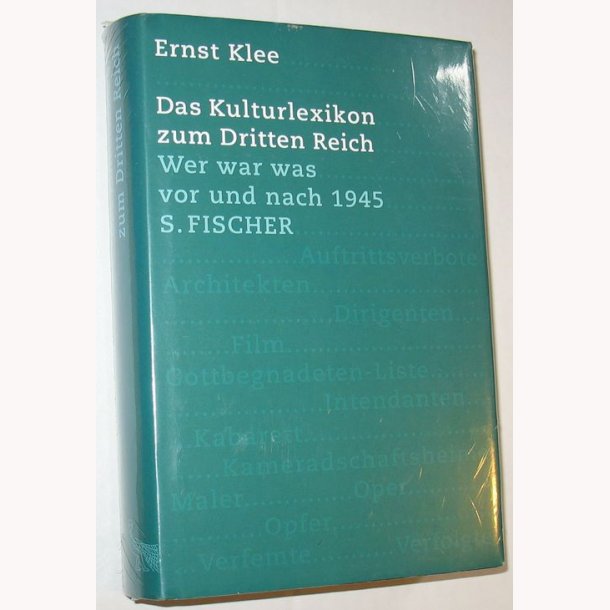 Ernst Klee
Das Kulturlexikon
zum Dritten Reich
Wer war was
vor und nach 1945
S. FISCHER
Auftrittsverbote
Architekten
Dirigenten
Film
Gottbegnadeten-Liste
Intendanten
Kabarett
Maler Oper
Opfer
Verfemte
zum Dritten Reich